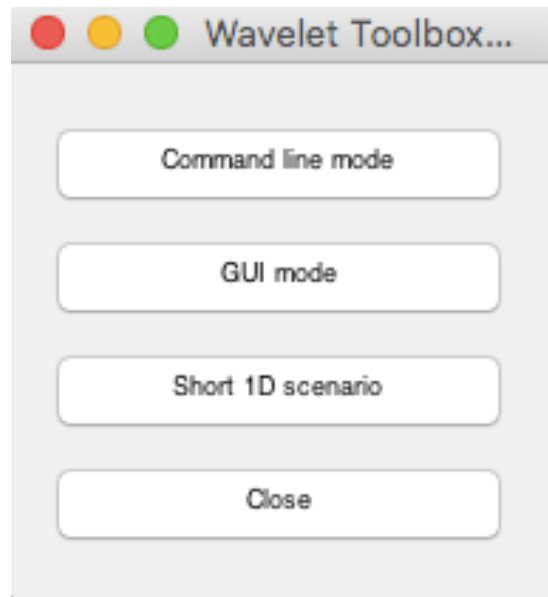 Wavelet Toolbox...
Command line mode
GUI mode
Short 1D scenario
Close